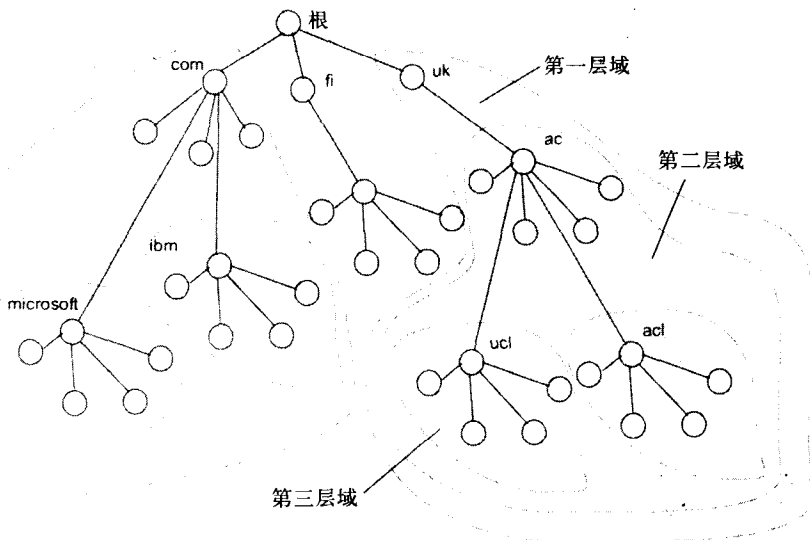 根
com
fi
uk
第一层域
ac
第二层域
ibm
microsoft
ucl
acl
第三层域